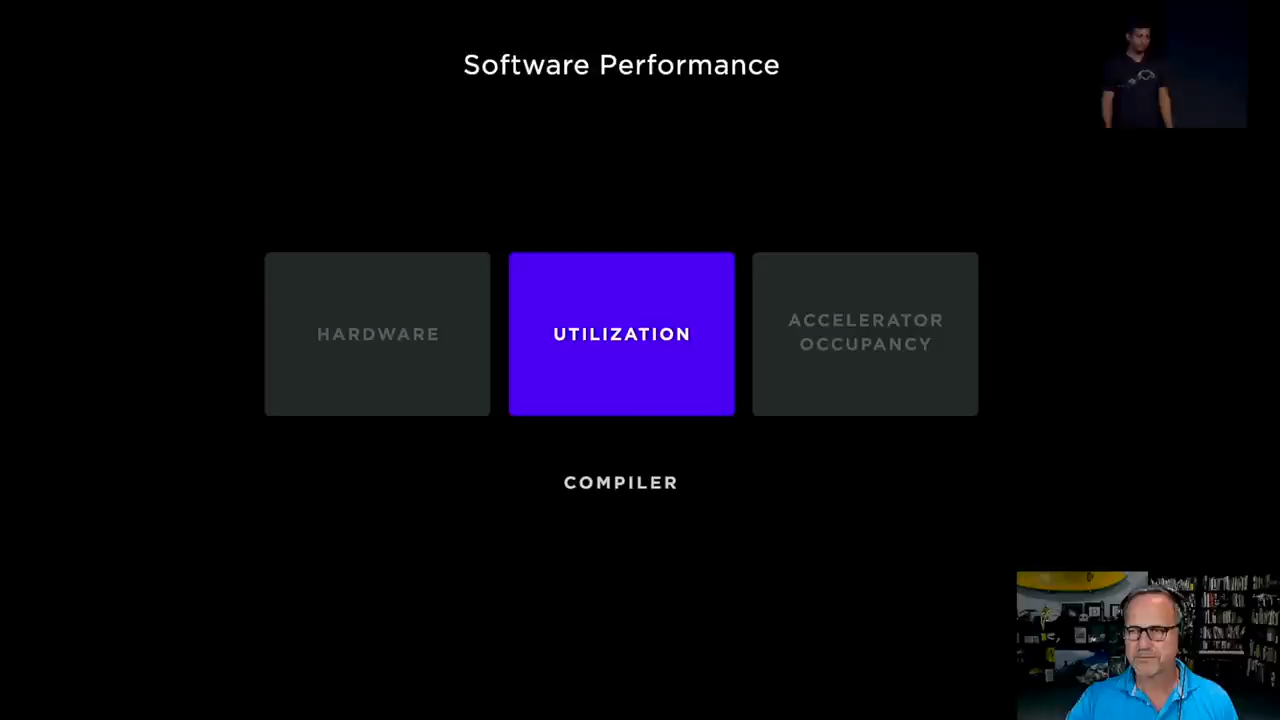 Software Performance
HARDWARE
UTILIZATION
ACCELERATOR
OCCUPANCY
COMPILER